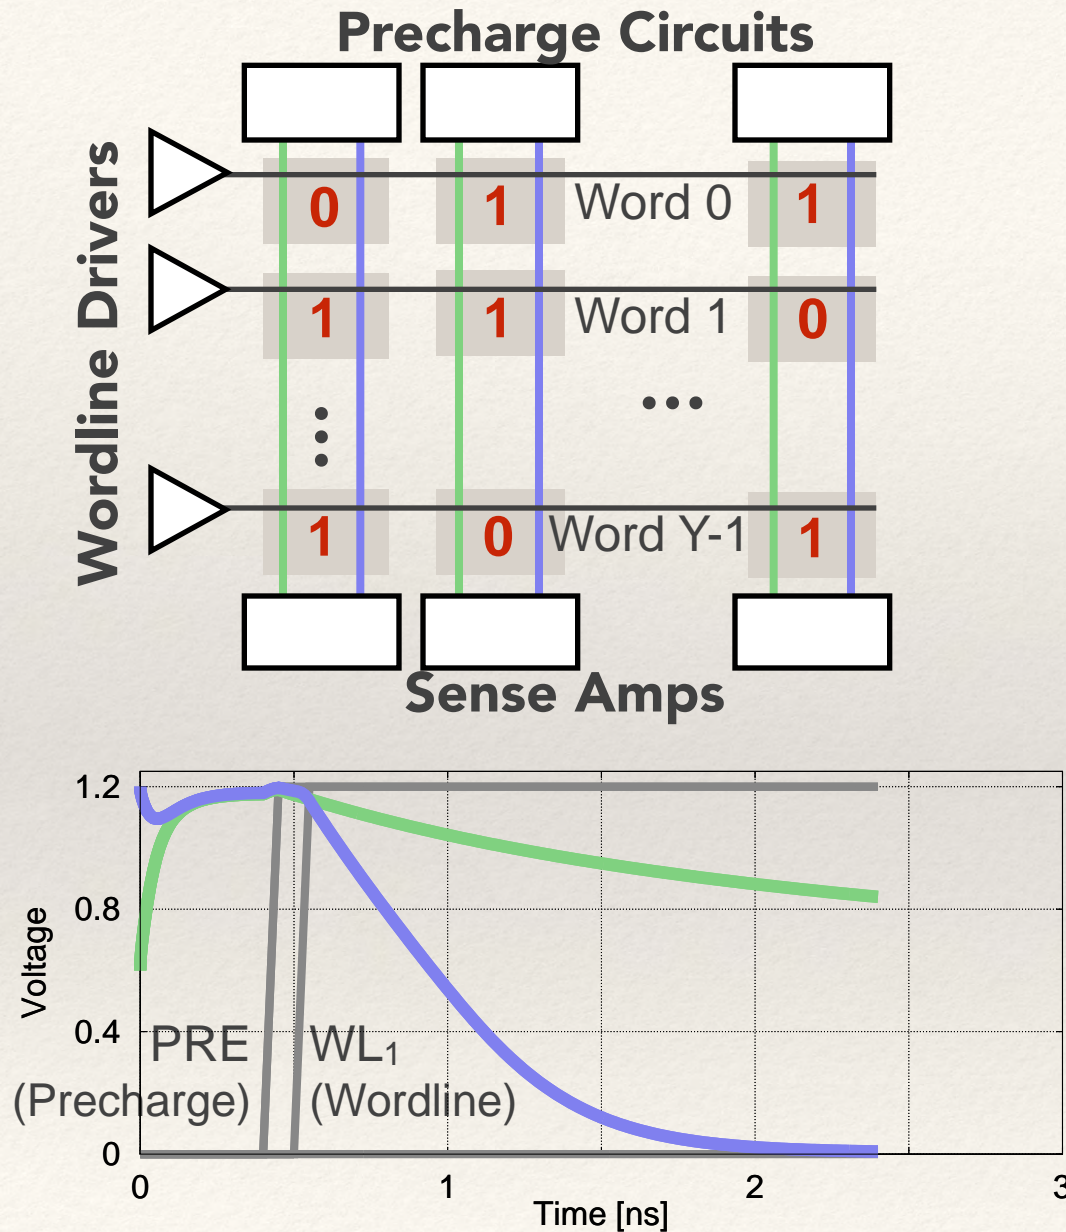 Precharge Circuits
Wordline Drivers
0 1 Word 0 1
1 1 Word 1 0
1 0 Word Y-1 1
Sense Amps
1.2
0.8
0.4
0
Voltage
PRE
(Precharge)
WL₁
(Wordline)
0 1 2 3
Time [ns]